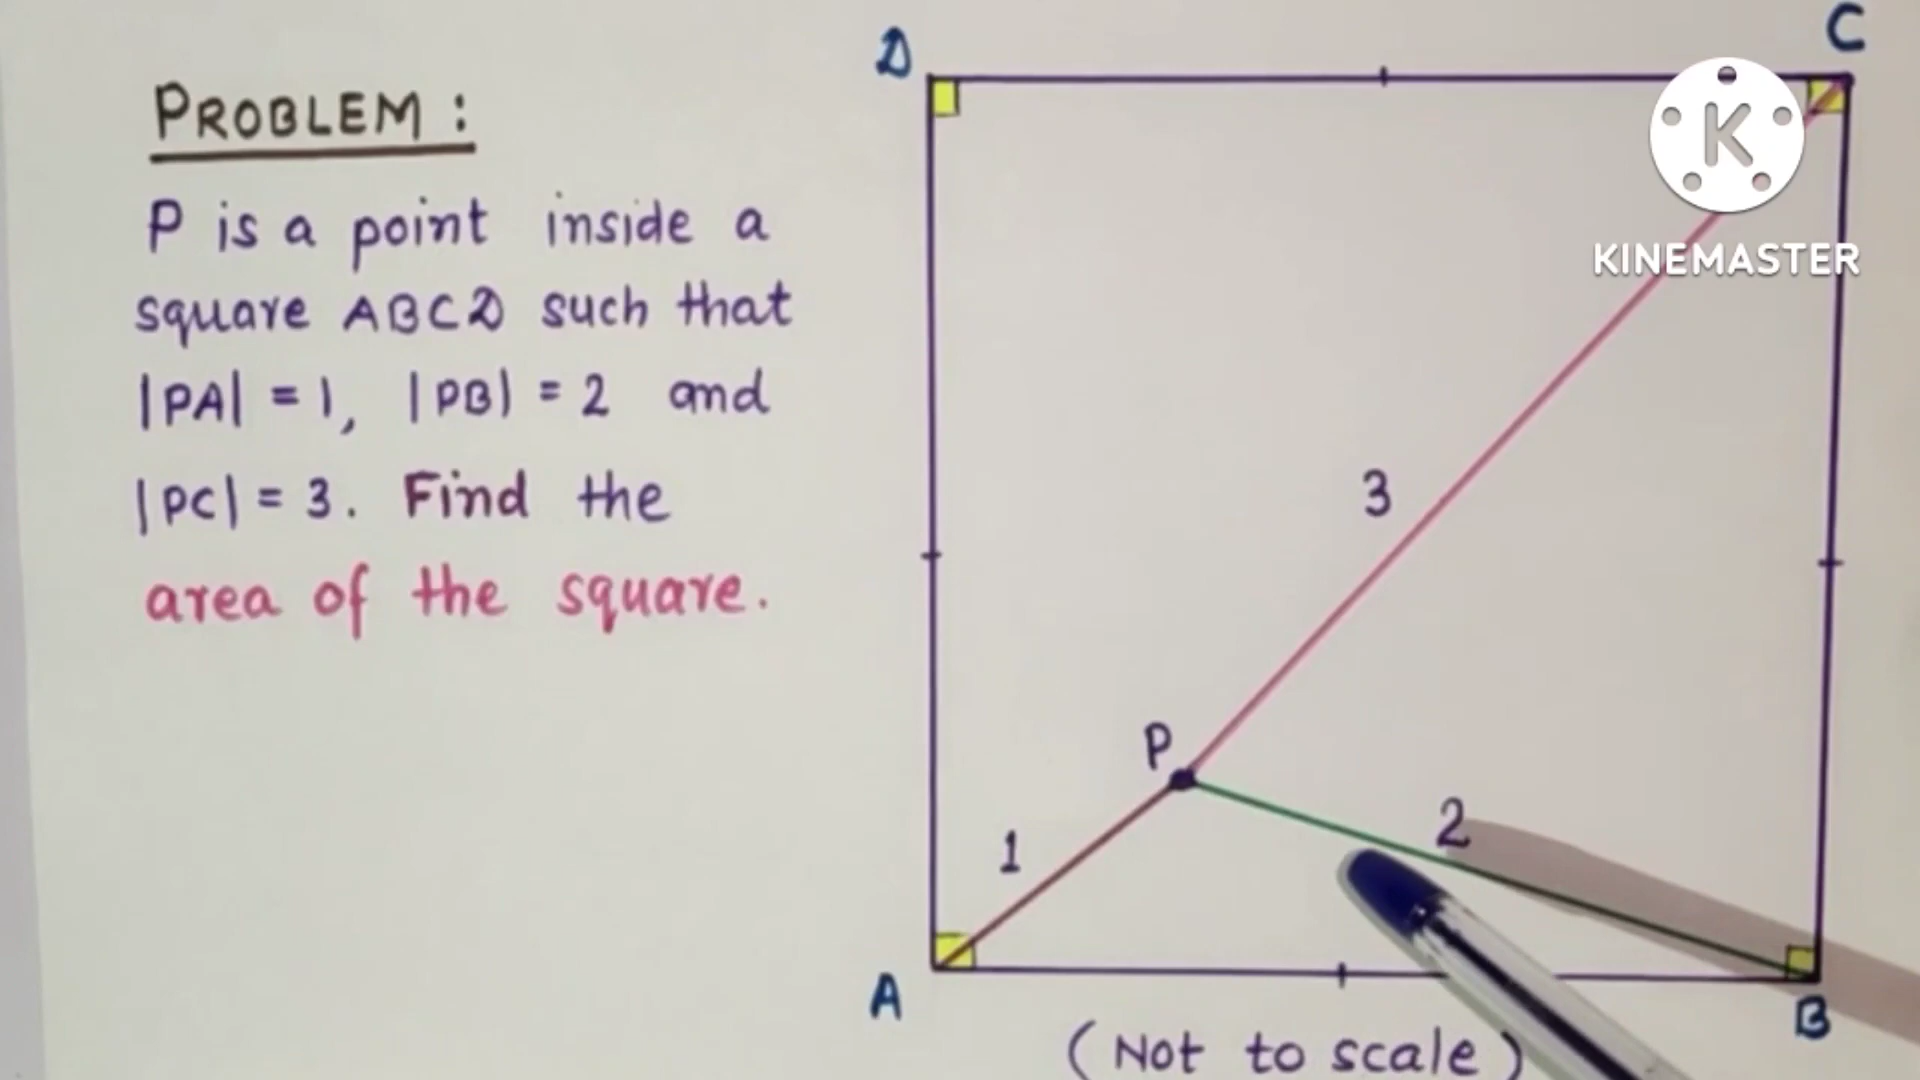 PROBLEM :
P is a point inside a
square ABCD such that
|PA| = 1, |PB| = 2 and
|PC| = 3. Find the
area of the square.
D
C
K
KINEMASTER
3
P
2
1
A
B
(Not to scale)